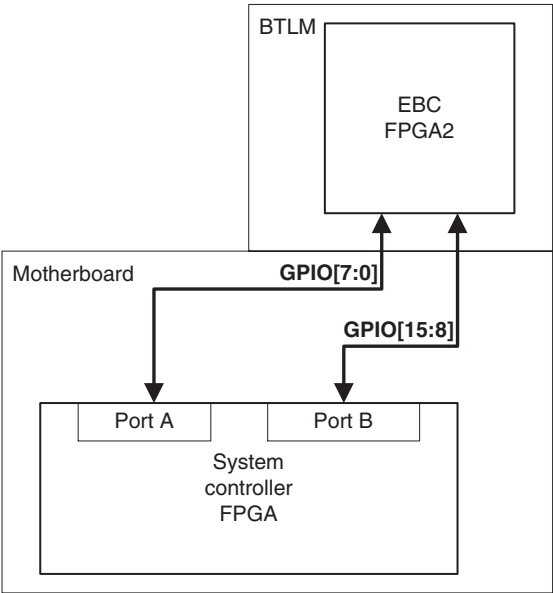 BTLM
EBC
FPGA2
Motherboard
GPIO[7:0]
GPIO[15:8]
Port A
Port B
System
controller
FPGA